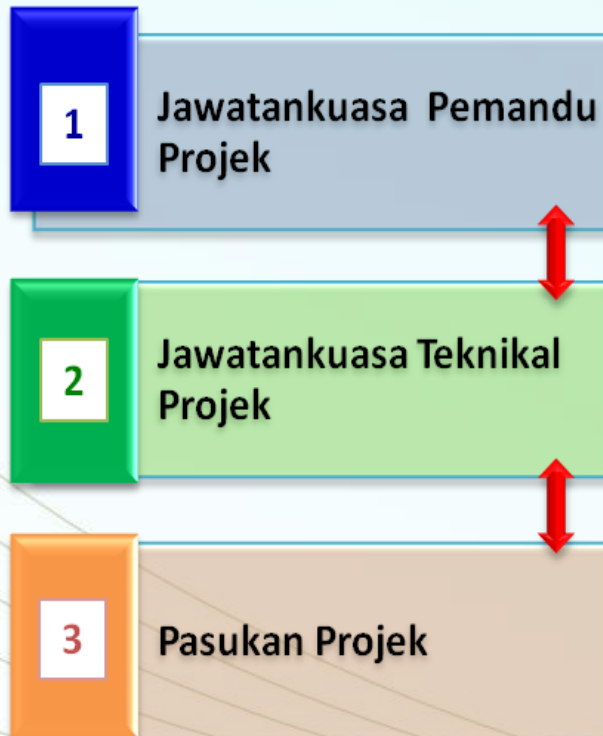 1
Jawatankuasa Pemandu
Projek
2
Jawatankuasa Teknikal
Projek
3
Pasukan Projek